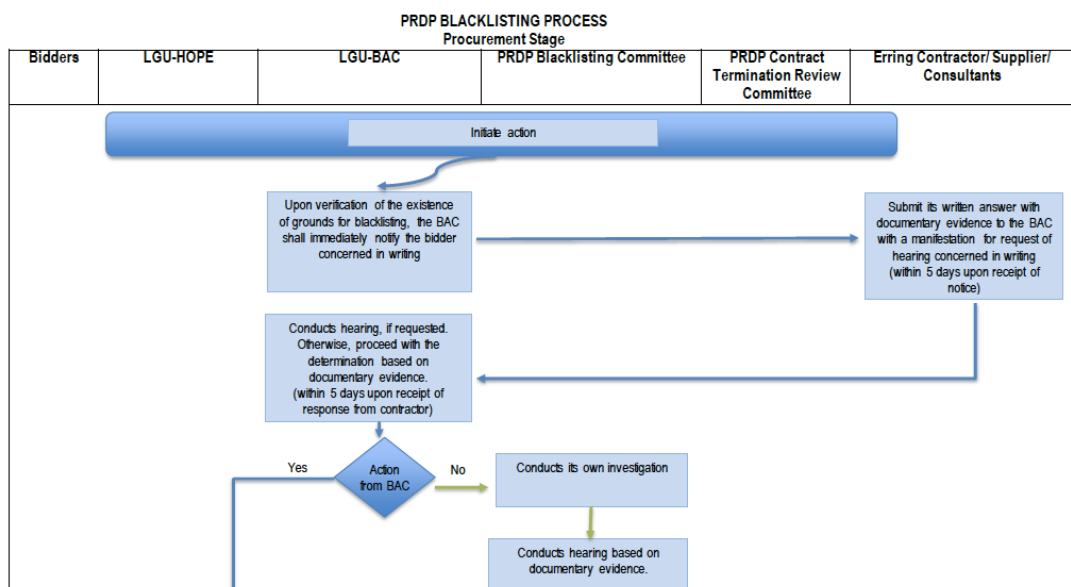 PRDP BLACKLISTING PROCESS
Procurement Stage
Bidders
LGU-HOPE
LGU-BAC
PRDP Blacklisting Committee
PRDP Contract
Termination Review
Committee
Erring Contractor/ Supplier/
Consultants
Initiate action
Upon verification of the existence
of grounds for blacklisting, the BAC
shall immediately notify the bidder
concerned in writing
Submit its written answer with
documentary evidence to the BAC
with a manifestation for request of
hearing concerned in writing
(within 5 days upon receipt of
notice)
Conducts hearing, if requested.
Otherwise, proceed with the
determination based on
documentary evidence.
(within 5 days upon receipt of
response from contractor)
Yes
Action
from BAC
No
Conducts its own investigation
Conducts hearing based on
documentary evidence.